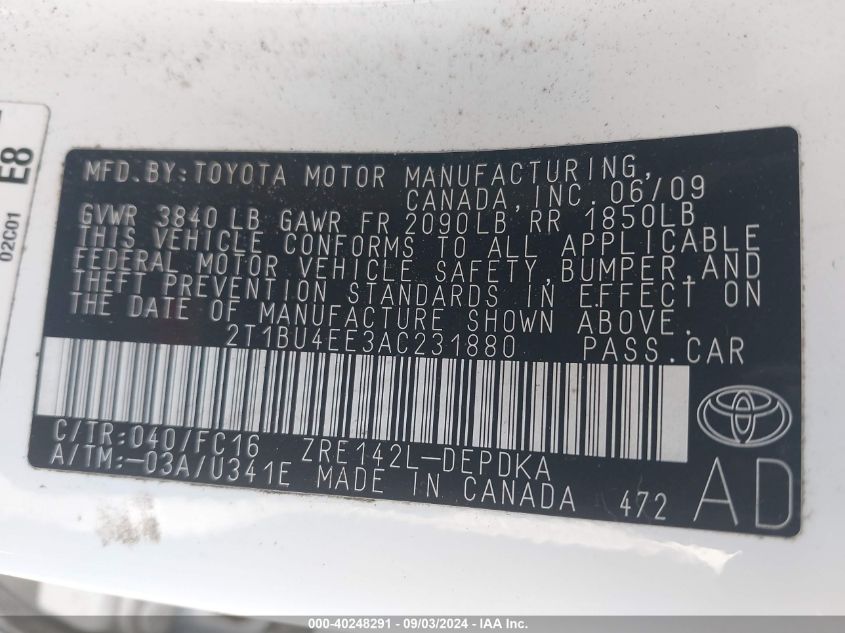 E8
02C01
MFD.BY:TOYOTA MOTOR MANUFACTURING,
CANADA,INC. 06/09
GVWR 3840 LB GAWR FR 2090LB RR 1850LB
THIS VEHICLE CONFORMS TO ALL APPLICABLE
FEDERAL MOTOR VEHICLE SAFETY,BUMPER,AND
THEFT PREVENTION STANDARDS IN EFFECT ON
THE DATE OF MANUFACTURE SHOWN ABOVE.
2T1BU4EE3AC231880 PASS.CAR
C/TR:040/FC16 ZRE142L-DEPDKA
A/TM:-03A/U341E MADE IN CANADA 472
AD
000-40248291 - 09/03/2024 - IAA Inc.